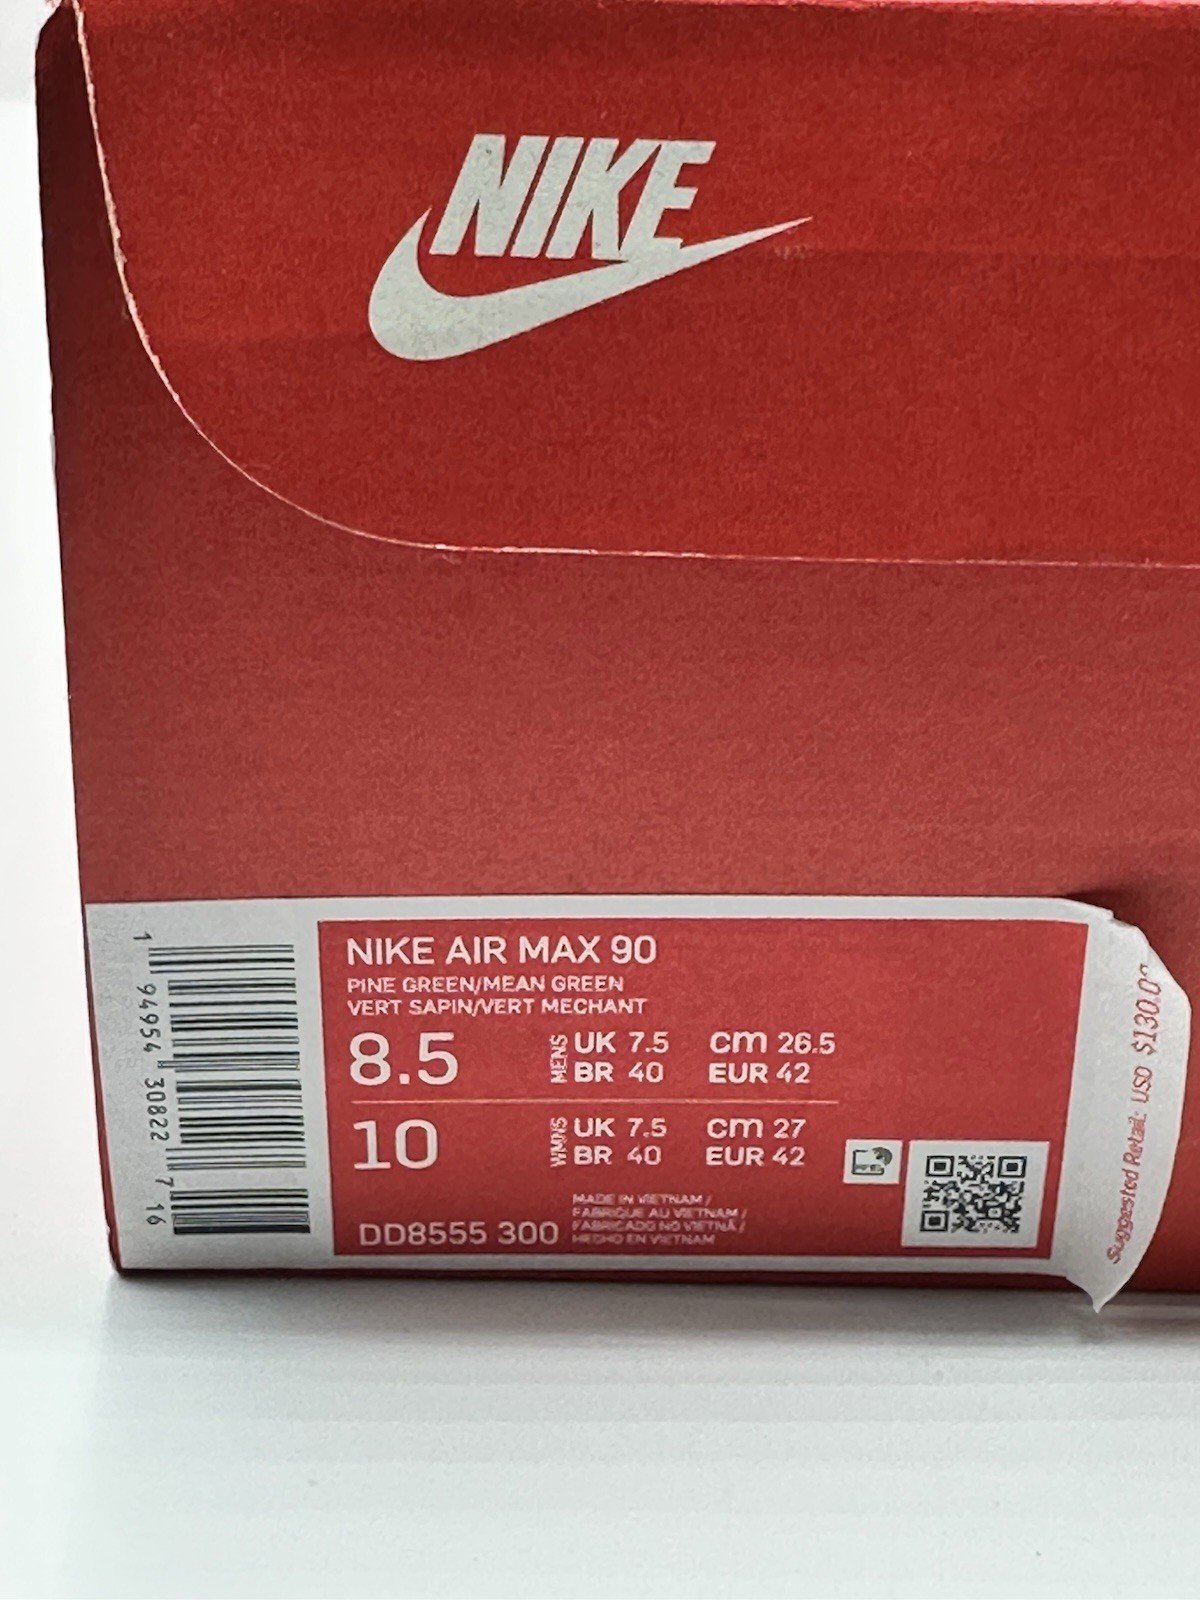 NIKE
NIKE AIR MAX 90
PINE GREEN/MEAN GREEN
VERT SAPIN/VERT MECHANT
8.5 MENS UK 7.5 CM 26.5
BR 40 EUR 42
10 WMNS UK 7.5 CM 27
BR 40 EUR 42
DD8555 300
MADE IN VIETNAM /
FABRIQUE AU VIETNAM /
FABRICADO NO VIETNÃ /
HECHO EN VIETNAM
1 94954 30822 7 16
Suggested Retail: USD $130.0